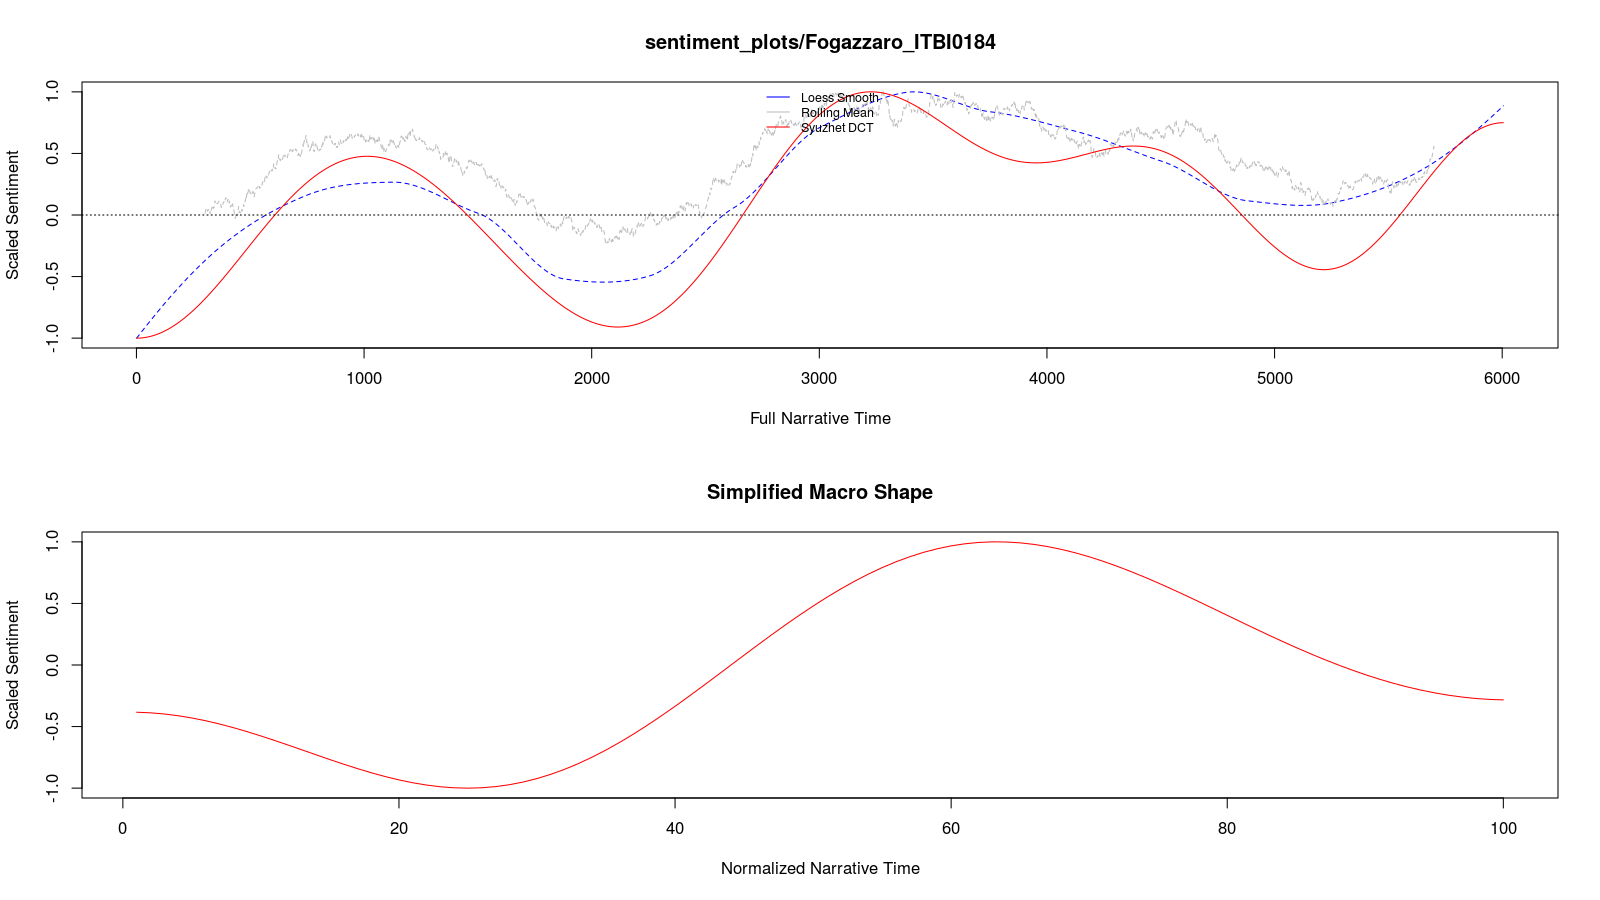 sentiment_plots/Fogazzaro_ITBI0184
Scaled Sentiment
1.0
0.5
0.0
-0.5
-1.0
Loess Smooth
Rolling Mean
Syuzhet DCT
0 1000 2000 3000 4000 5000 6000
Full Narrative Time
Simplified Macro Shape
Scaled Sentiment
1.0
0.5
0.0
-0.5
-1.0
0 20 40 60 80 100
Normalized Narrative Time